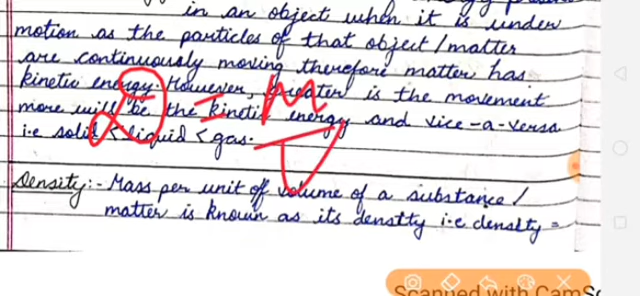 in an object when it is under
motion as the particles of that object/matter
are continuously moving therefore matter has
kinetic energy. However, greater is the movement
more will be the kinetic energy and vice-a-versa
i.e solid < liquid < gas.
D = M
V
Density:- Mass per unit of volume of a substance/
matter is known as its denstty i.e density =
Scanned with CamSc